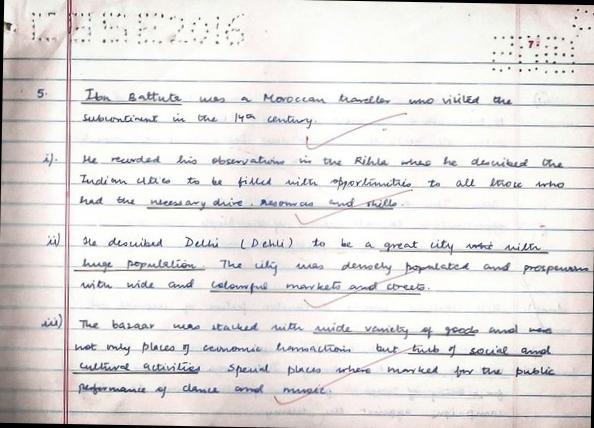 CBSE2016
7.
5. Ibn Battuta was a Moroccan traveller who visited the
subcontinent in the 14th century.
i). He recorded his observations in the Rihla where he described the
Indian cities to be filled with opportunities to all those who
had the necessary drive, resources and skills.
ii) He described Delhi (Dehli) to be a great city with
huge population The city was densely populated and prosperous
with wide and colourful markets and streets.
iii) The bazaar was stacked with wide variety of goods and was
not only places of economic transactions but hub of social and
cultural activities. Special places where marked for the public
performance of dance and music.